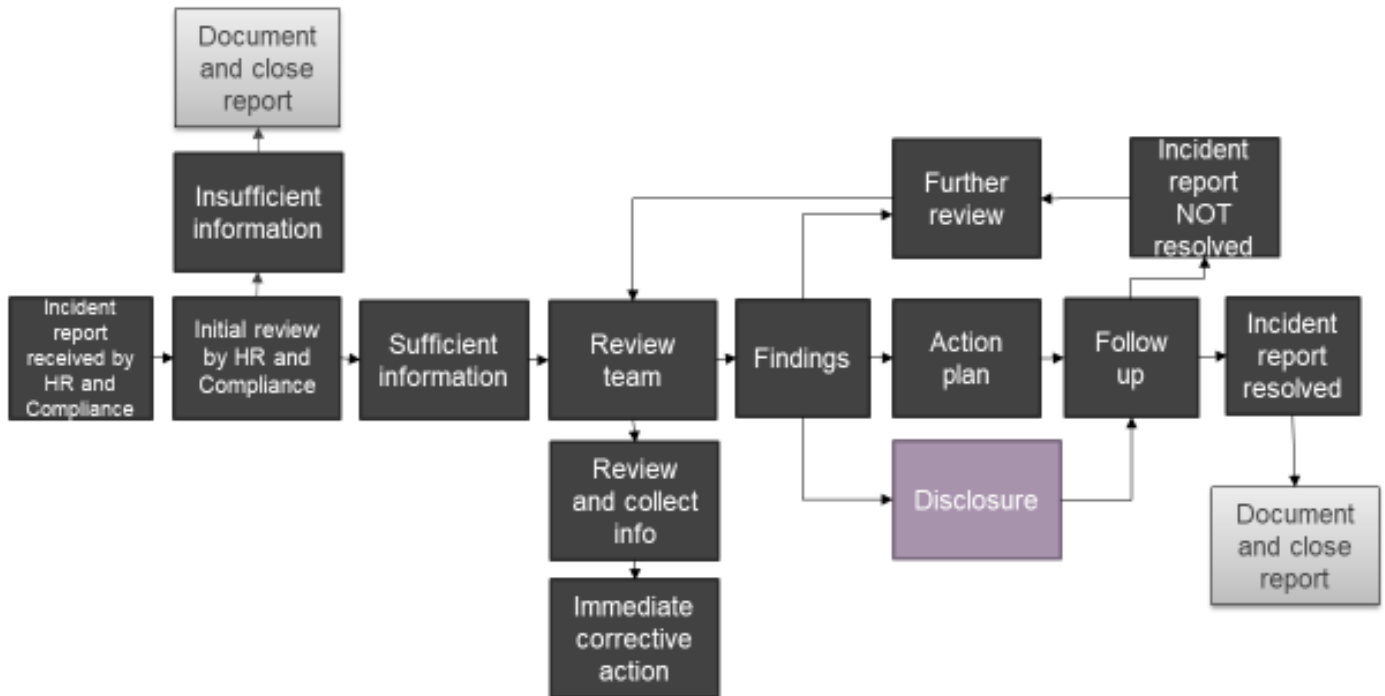 Document
and close
report
Insufficient
information
Further
review
Incident
report
NOT
resolved
Incident
report
received by
HR and
Compliance
Initial review
by HR and
Compliance
Sufficient
information
Review
team
Findings
Action
plan
Follow
up
Incident
report
resolved
Review
and collect
info
Disclosure
Document
and close
report
Immediate
corrective
action